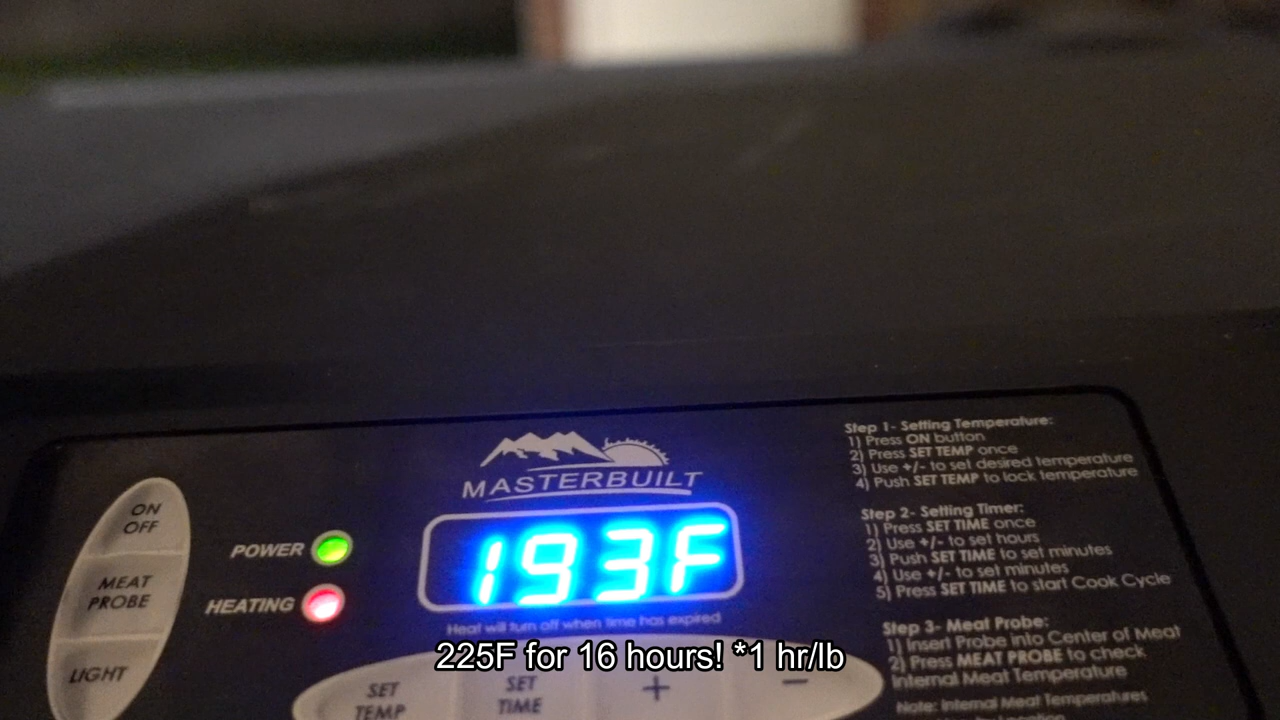 Step 1- Setting Temperature:
1) Press ON button
2) Press SET TEMP once
3) Use +/- to set desired temperature
4) Push SET TEMP to lock temperature
MASTERBUILT
ON
OFF
MEAT
PROBE
LIGHT
POWER
HEATING
193F
Heat will turn off when time has expired
Step 2- Setting Timer:
1) Press SET TIME once
2) Use +/- to set hours
3) Push SET TIME to set minutes
4) Use +/- to set minutes
5) Press SET TIME to start Cook Cycle
Step 3- Meat Probe:
1) Insert Probe into Center of Meat
2) Press MEAT PROBE to check
Internal Meat Temperature
Note: Internal Meat Temperatures
225F for 16 hours! *1 hr/lb
SET
TEMP
SET
TIME
+
−